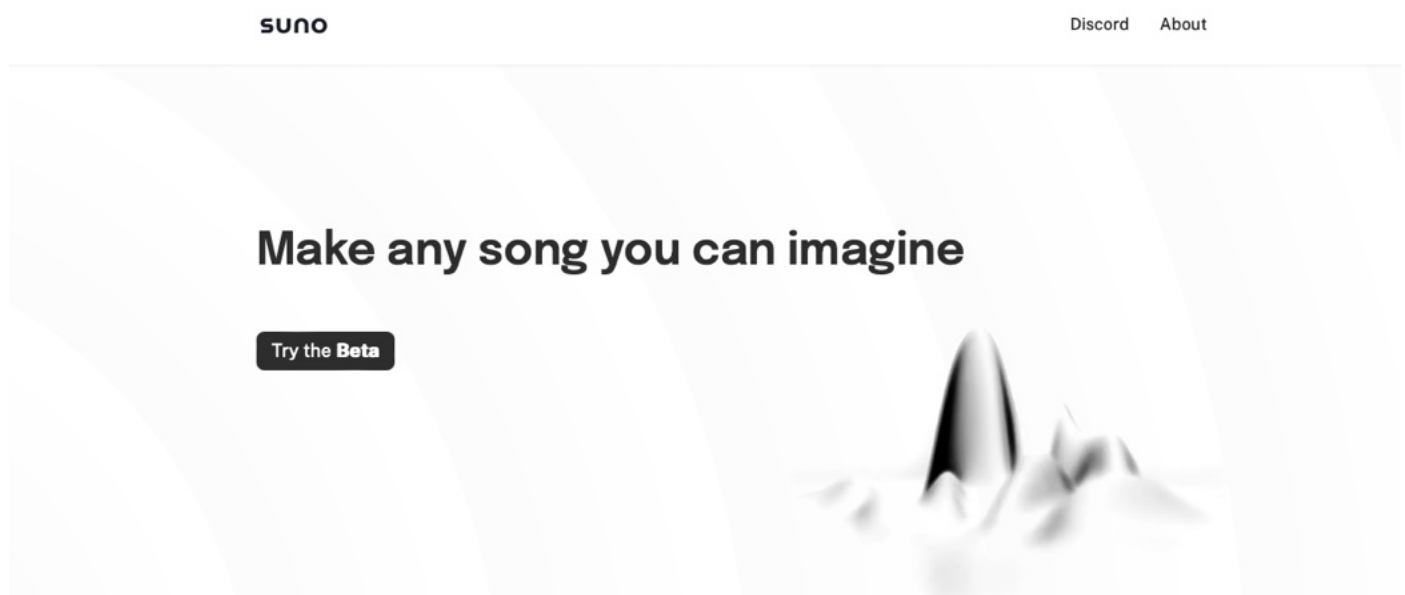 suno
Discord
About
Make any song you can imagine
Try the Beta